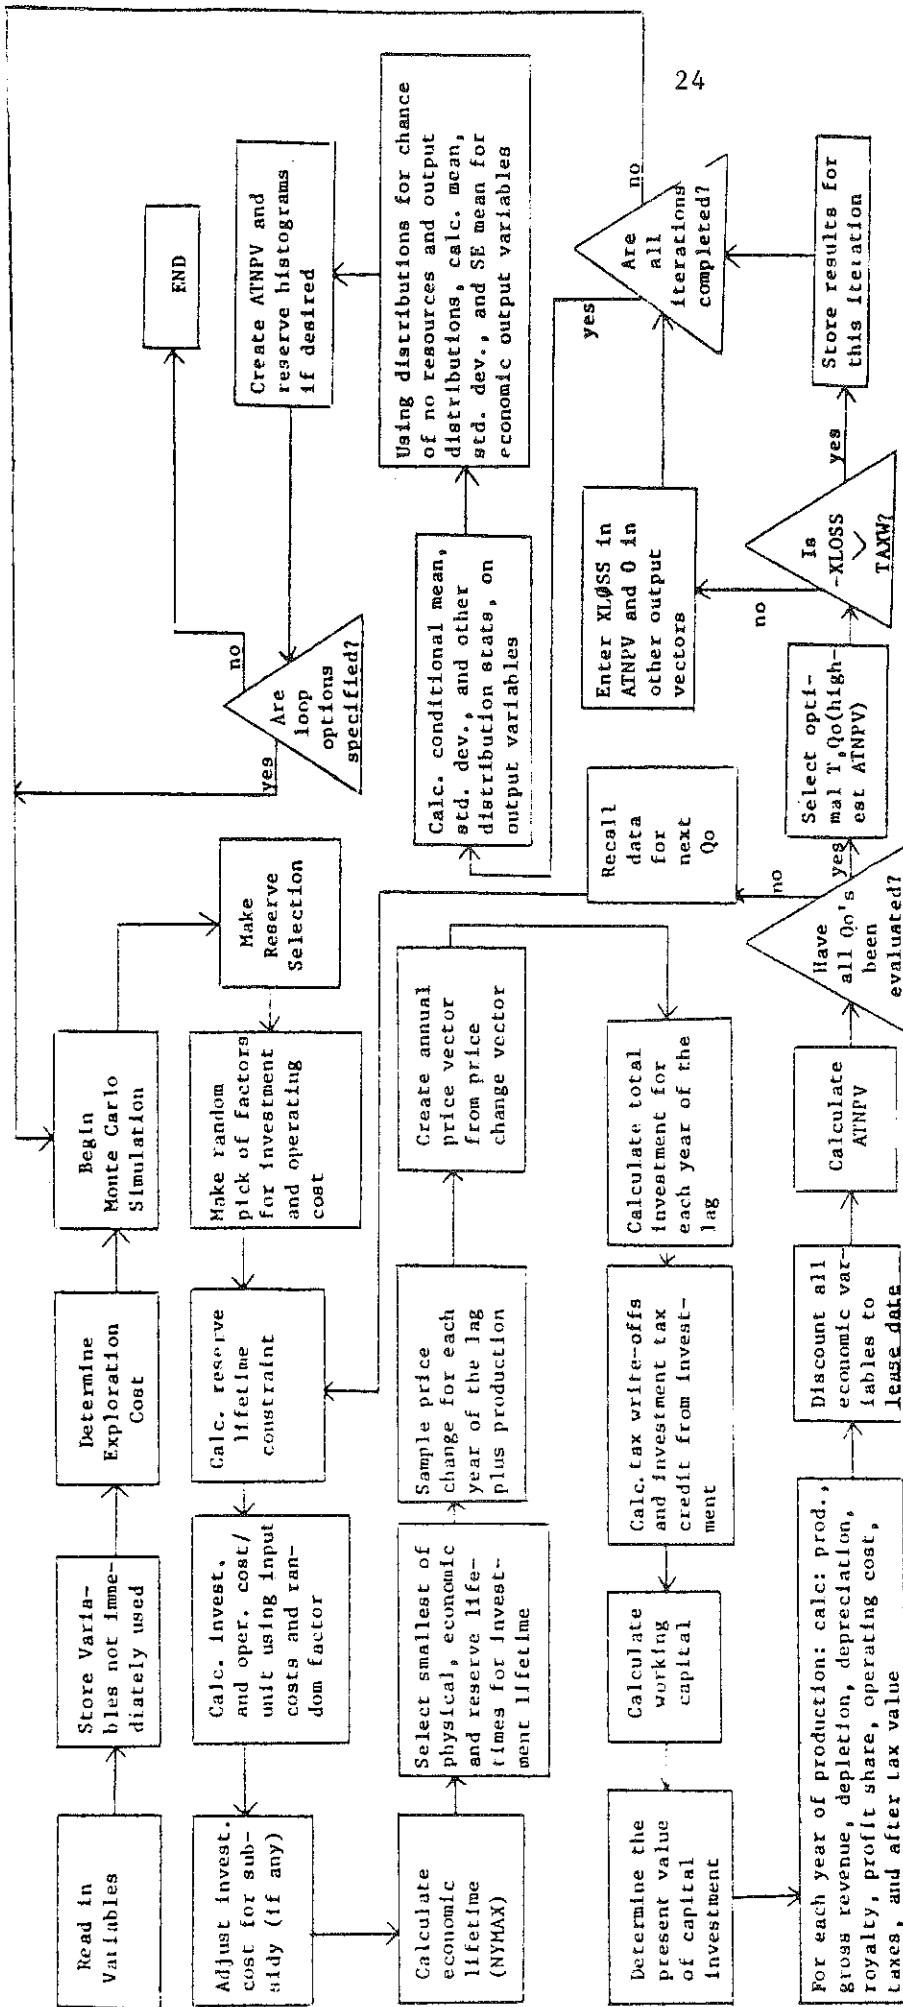 24
Read in
Variables
Store Varia-
bles not imme-
diately used
Determine
Exploration
Cost
Begin
Monte Carlo
Simulation
Make
Reserve
Selection
Make random
pick of factors
for investment
and operating
cost
Calc. reserve
lifetime
constraint
Calc. invest.
and oper. cost/
unit using input
costs and ran-
dom factor
Adjust invest.
cost for sub-
sidy (if any)
Calculate
economic
lifetime
(NYMAX)
Select smallest of
physical, economic
and reserve life-
times for invest-
ment lifetime
Sample price
change for each
year of the lag
plus production
Create annual
price vector
from price
change vector
Calculate total
investment for
each year of the
lag
Calc. tax write-offs
and investment tax
credit from invest-
ment
Calculate
working
capital
Determine the
present value
of capital
investment
For each year of production: calc: prod.,
gross revenue, depletion, depreciation,
royalty, profit share, operating cost,
taxes, and after tax value
Discount all
economic var-
iables to
lease date
Calculate
ATNPV
Have
all Qo's
been
evaluated?
no
Recall
data
for
next
Qo
yes
Select opti-
mal T,Qo(high-
est ATNPV)
Is
-XLOSS
>
TAXW?
no
Enter XLØSS in
ATNPV and 0 in
other output
vectors
yes
Store results for
this iteration
Are
all
iterations
completed?
no
yes
Calc. conditional mean,
std. dev., and other
distribution stats, on
output variables
Using distributions for chance
of no resources and output
distributions, calc. mean,
std. dev., and SE mean for
economic output variables
Create ATNPV and
reserve histograms
if desired
Are
loop
options
specified?
yes
no
END